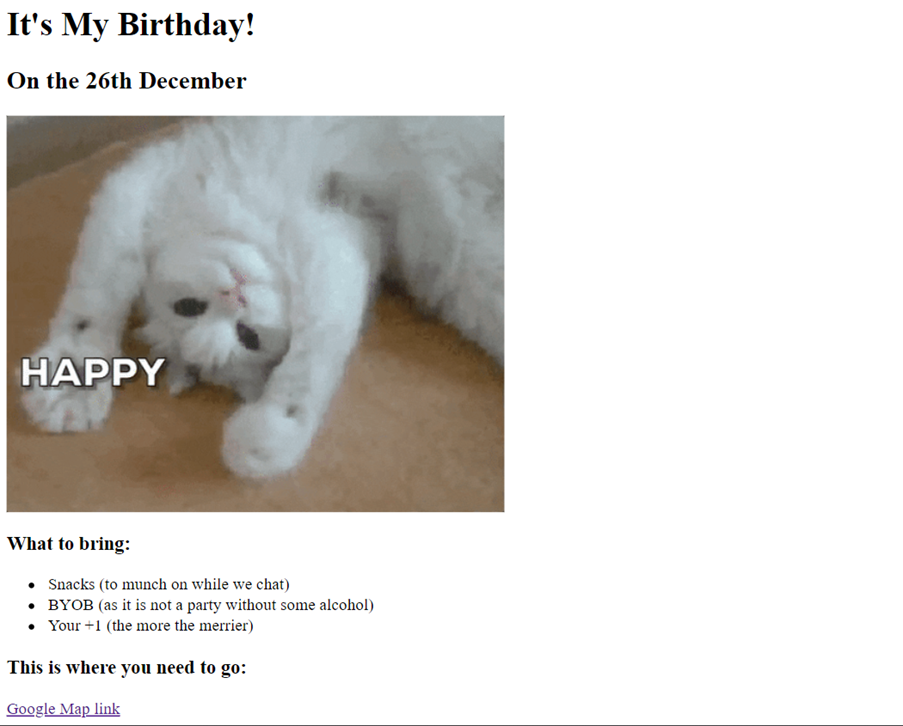 It's My Birthday!
On the 26th December
HAPPY
What to bring:
Snacks (to munch on while we chat)
BYOB (as it is not a party without some alcohol)
Your +1 (the more the merrier)
This is where you need to go:
Google Map link